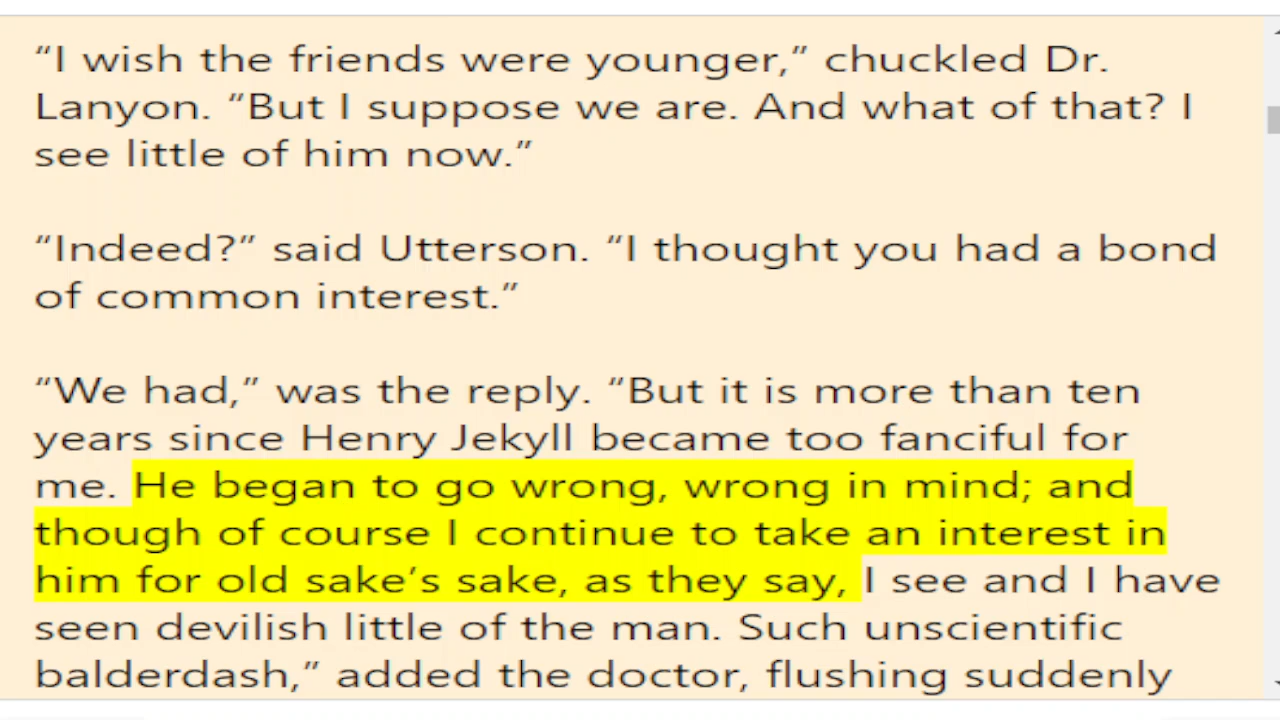 “I wish the friends were younger,” chuckled Dr.
Lanyon. “But I suppose we are. And what of that? I
see little of him now.”
“Indeed?” said Utterson. “I thought you had a bond
of common interest.”
“We had,” was the reply. “But it is more than ten
years since Henry Jekyll became too fanciful for
me. He began to go wrong, wrong in mind; and
though of course I continue to take an interest in
him for old sake’s sake, as they say, I see and I have
seen devilish little of the man. Such unscientific
balderdash,” added the doctor, flushing suddenly